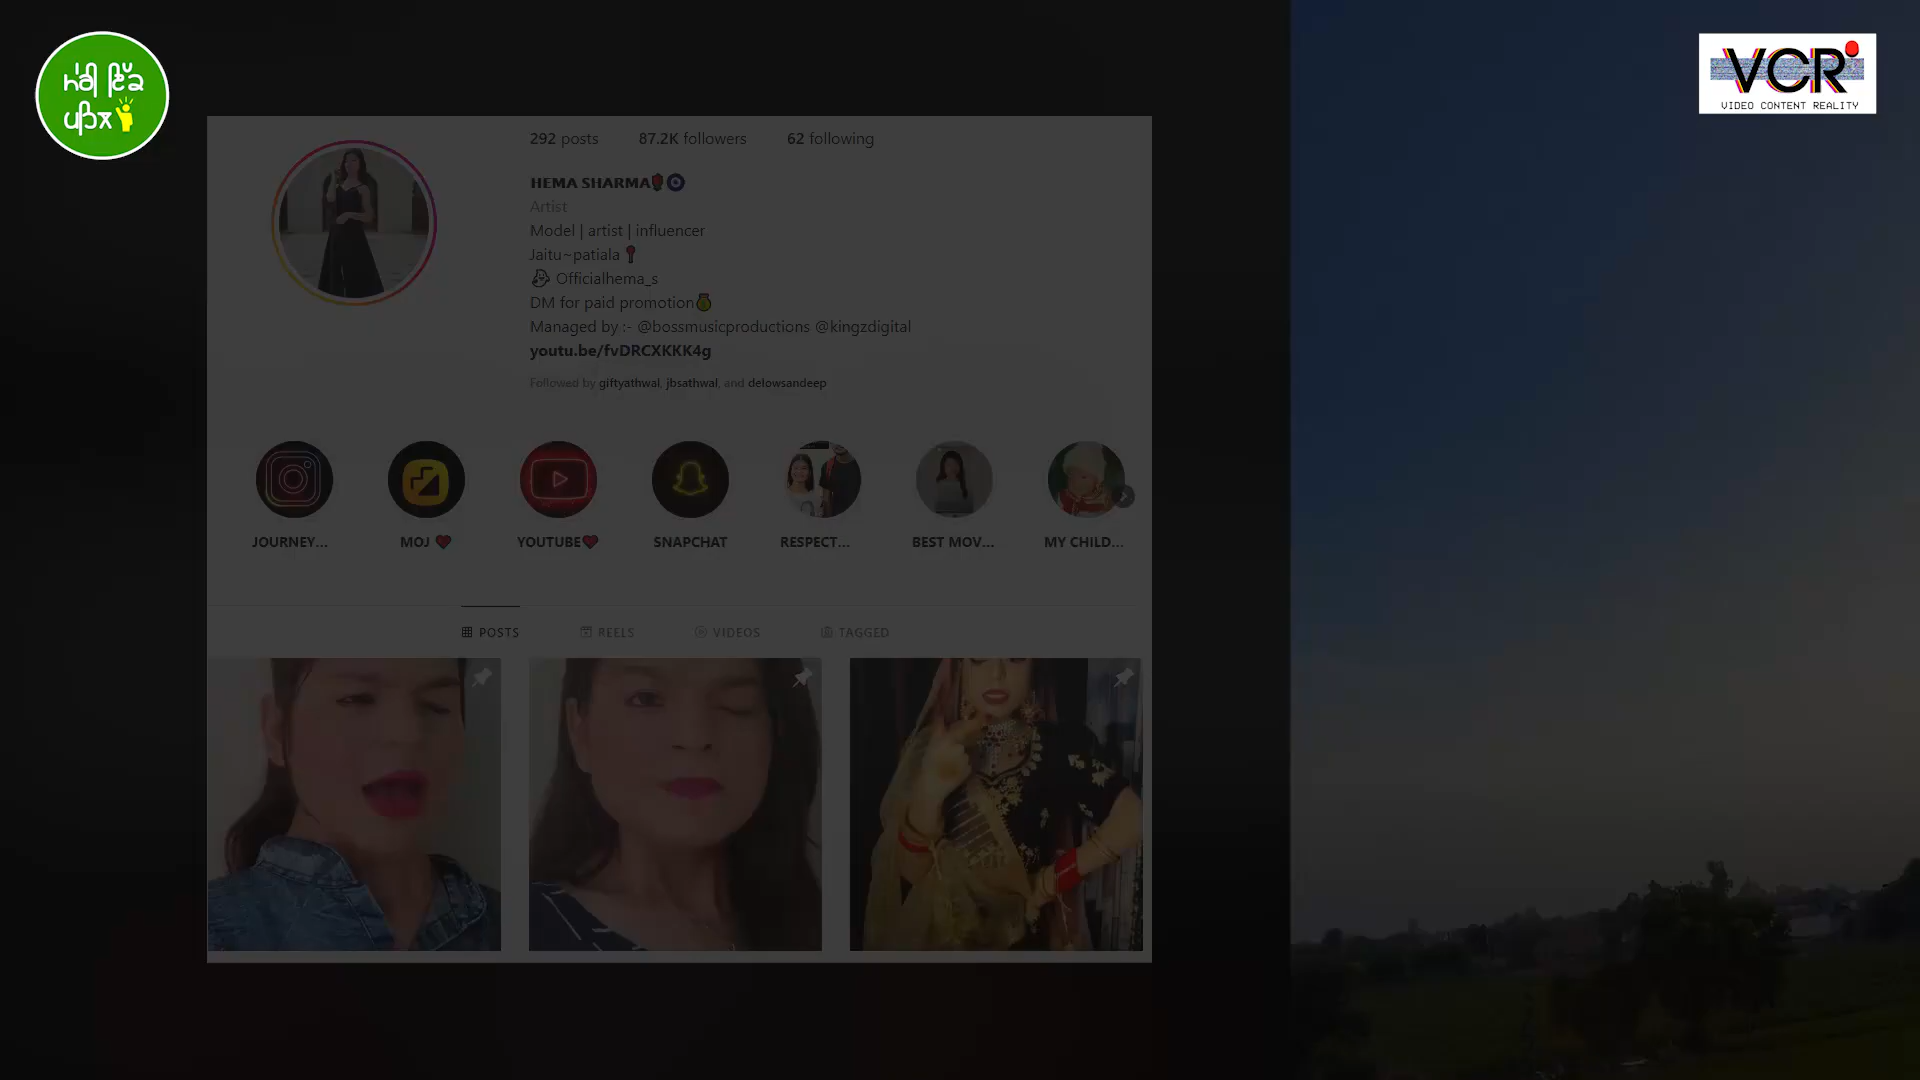 VCR
VIDEO CONTENT REALITY
292 posts 87.2K followers 62 following
HEMA SHARMA🌹🧿
Artist
Model | artist | influencer
Jaitu~patiala📍
👻 Officialhema_s
DM for paid promotion💰
Managed by :- @bossmusicproductions @kingzdigital
youtu.be/fvDRCXKKK4g
Followed by giftyathwal, jbsathwal, and delowsandeep
JOURNEY... MOJ ❤️ YOUTUBE❤️ SNAPCHAT RESPECT... BEST MOV... MY CHILD...
POSTS REELS VIDEOS TAGGED